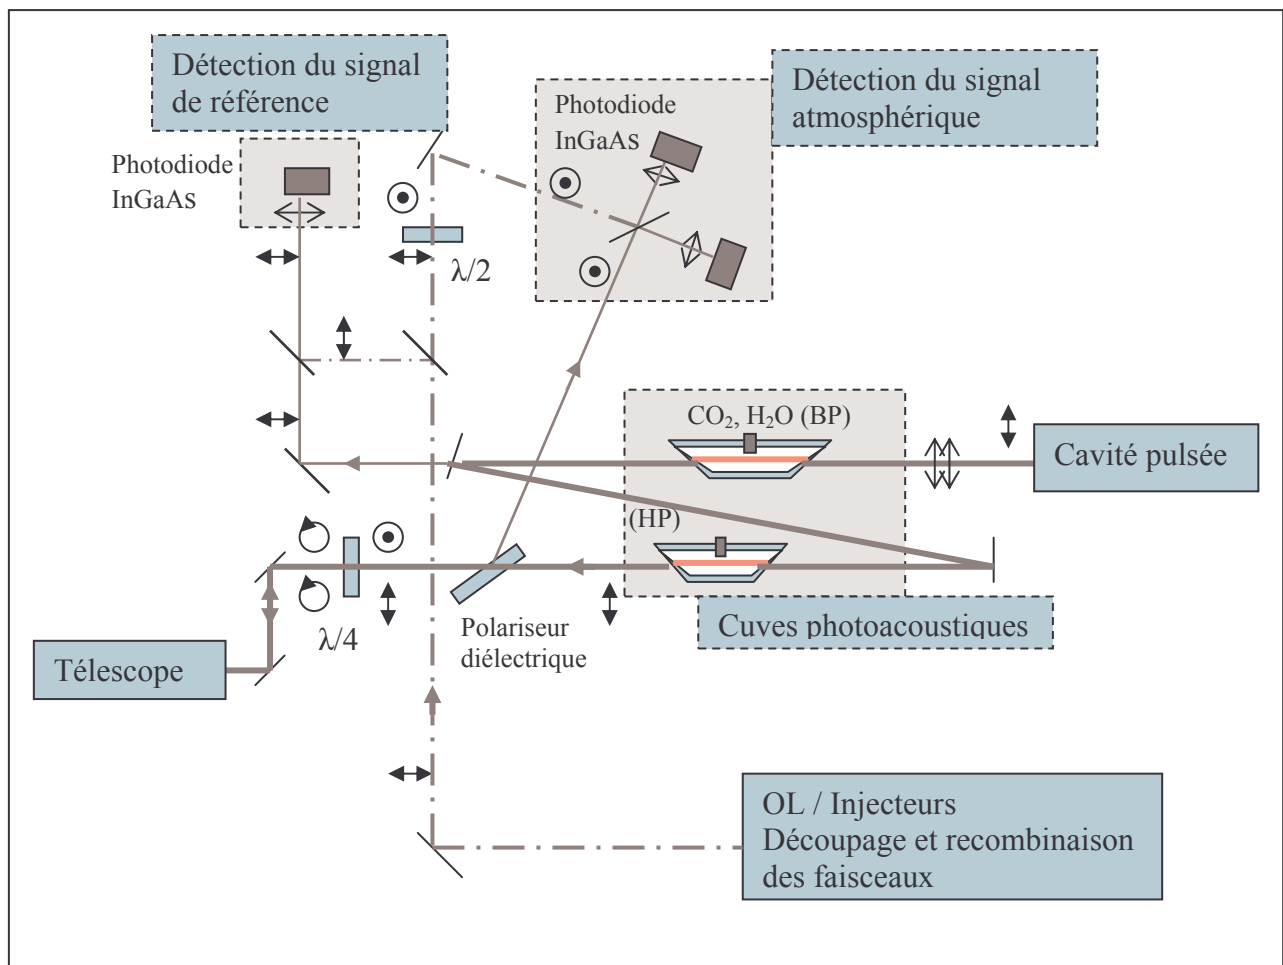 Détection du signal
de référence
Détection du signal
atmosphérique
Photodiode
InGaAs
Photodiode
InGaAs
λ/2
CO₂, H₂O (BP)
Cavité pulsée
(HP)
λ/4
Polariseur
diélectrique
Cuves photoacoustiques
Télescope
OL / Injecteurs
Découpage et recombinaison
des faisceaux